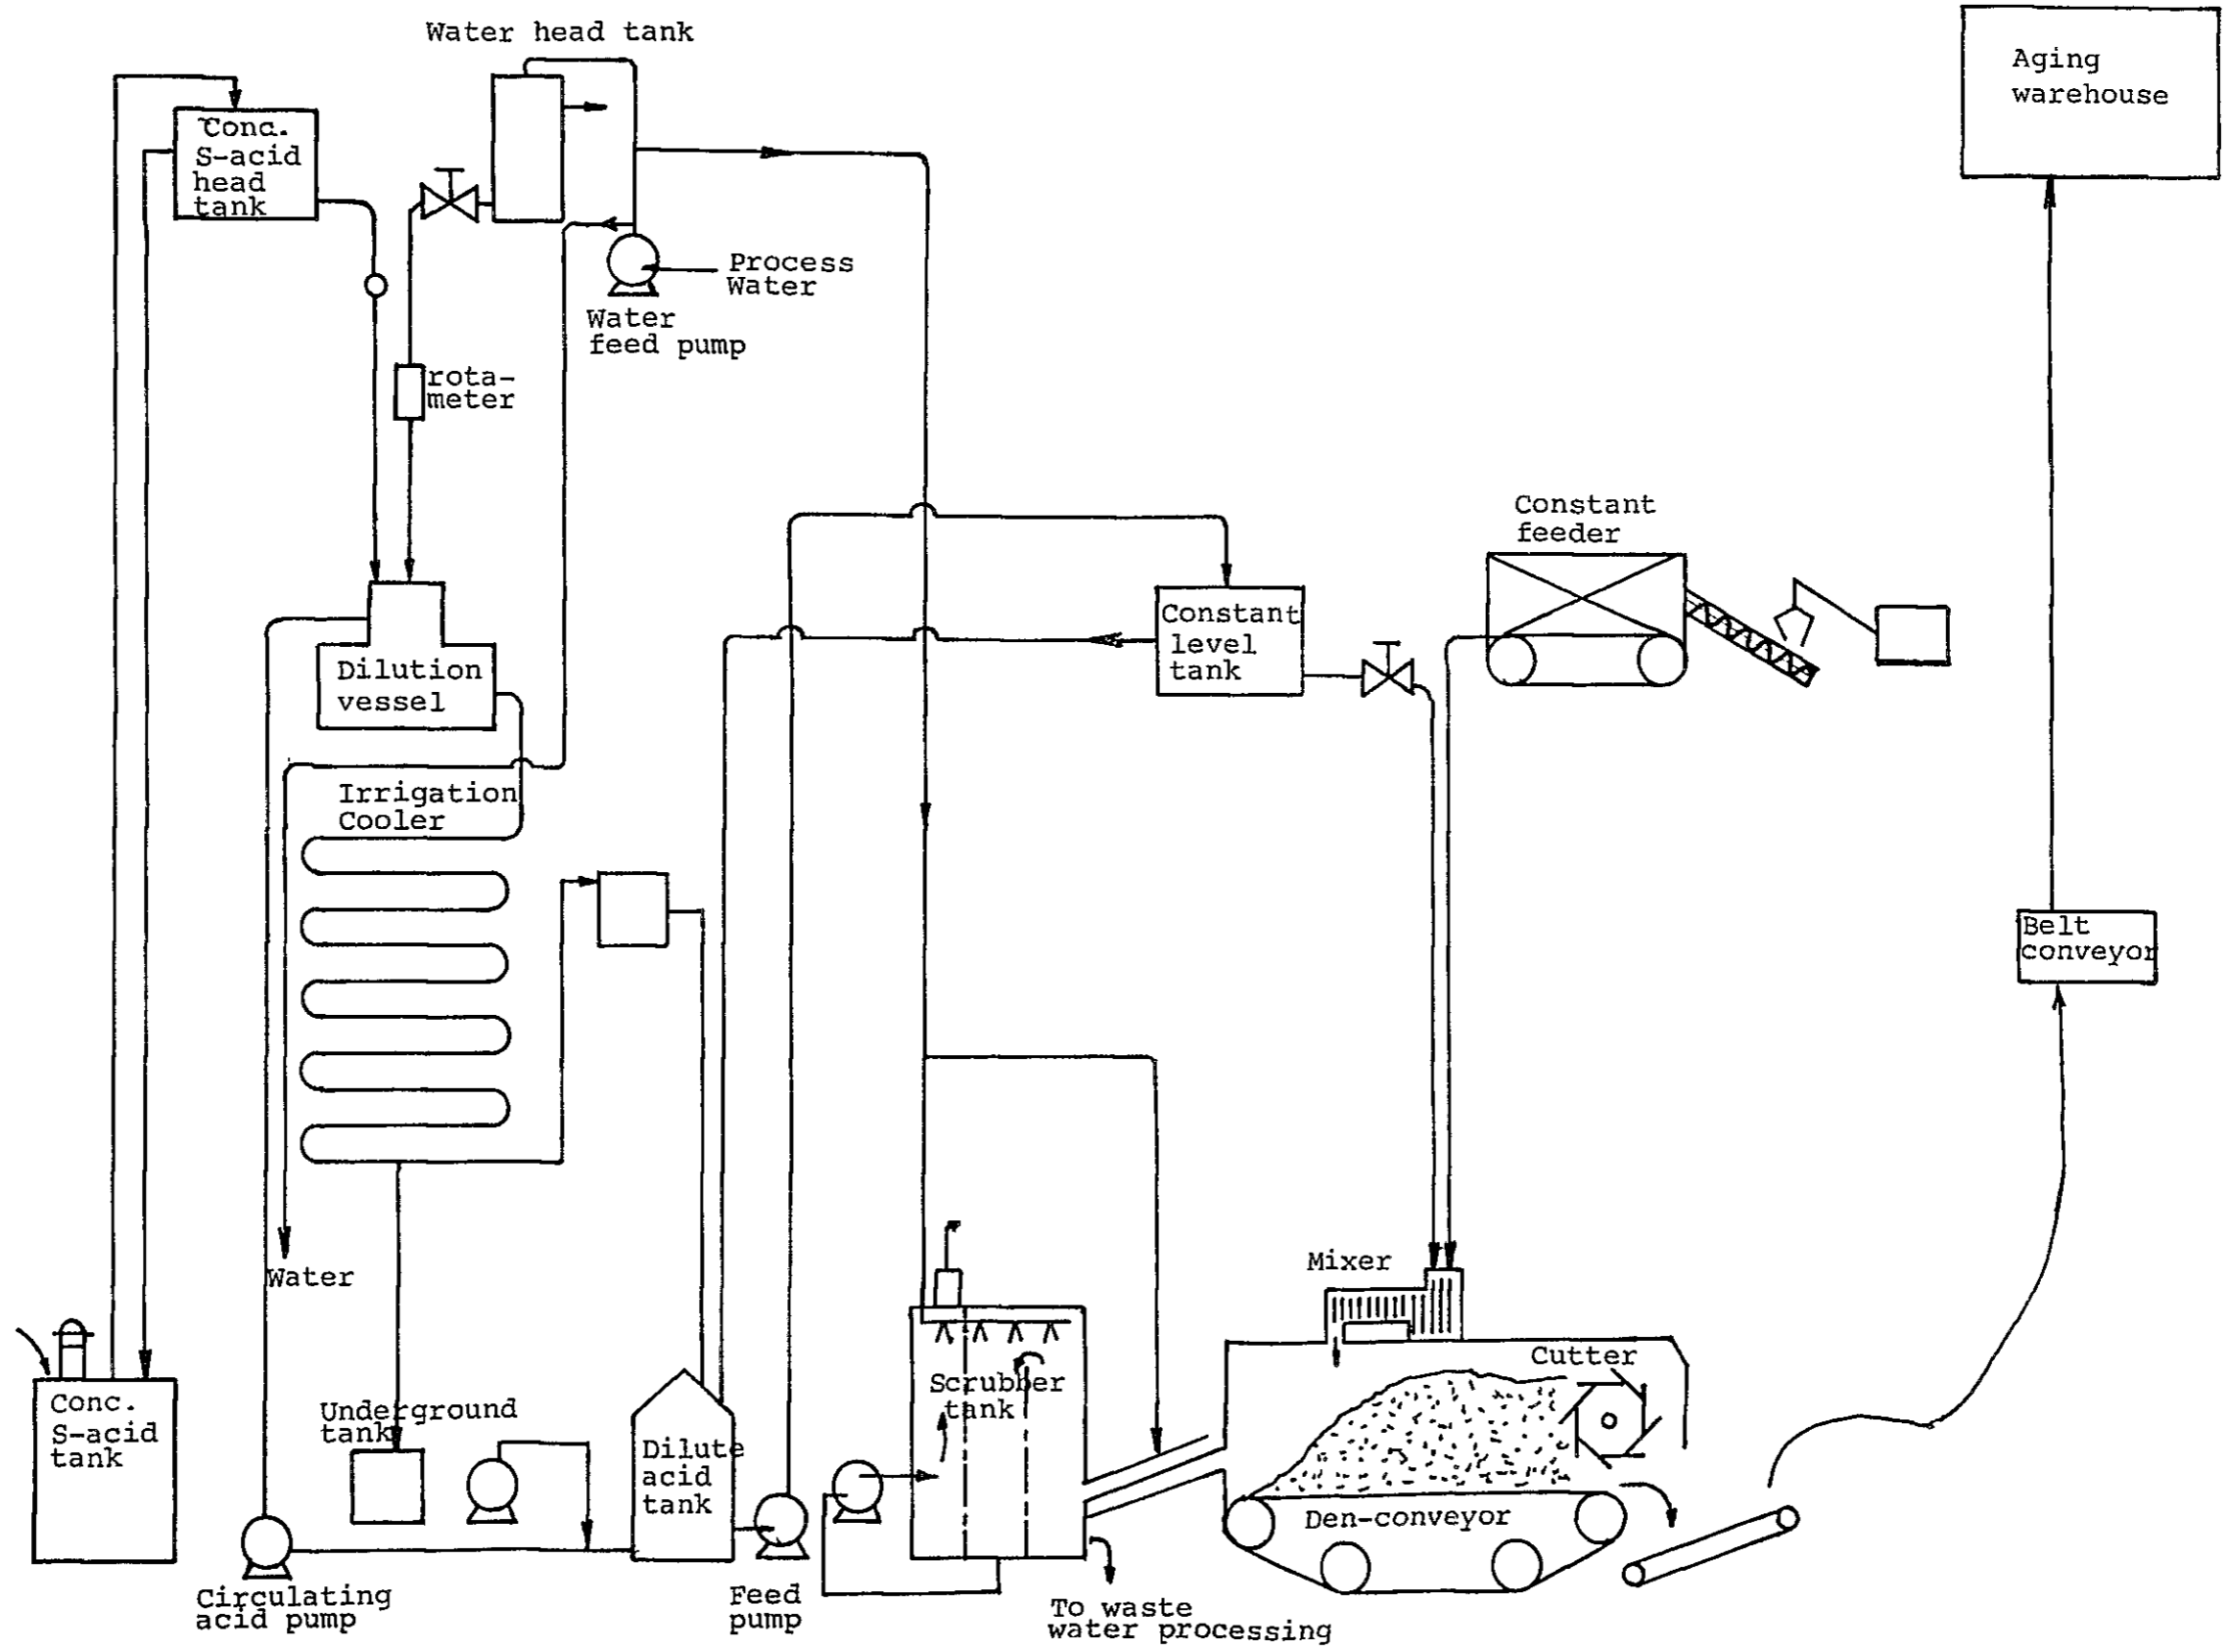 Water head tank
Aging
warehouse
Conc.
S-acid
head
tank
Process
Water
Water
feed pump
rota-
meter
Constant
feeder
Constant
level
tank
Dilution
vessel
Irrigation
Cooler
Belt
conveyor
Water
Mixer
Cutter
Scrubber
tank
Conc.
S-acid
tank
Underground
tank
Dilute
acid
tank
Den-conveyor
Circulating
acid pump
Feed
pump
To waste
water processing